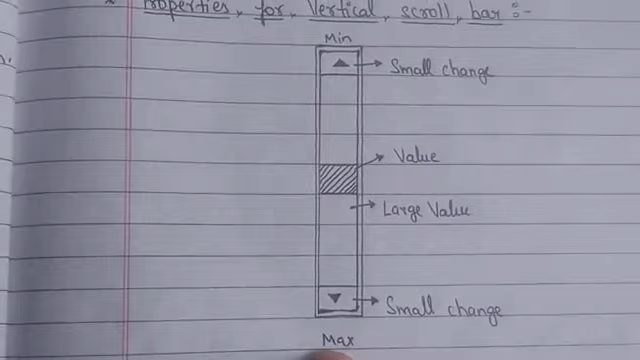 Properties, for, Vertical, scroll, bar :-
Min
Small change
Value
Large Value
Small change
Max